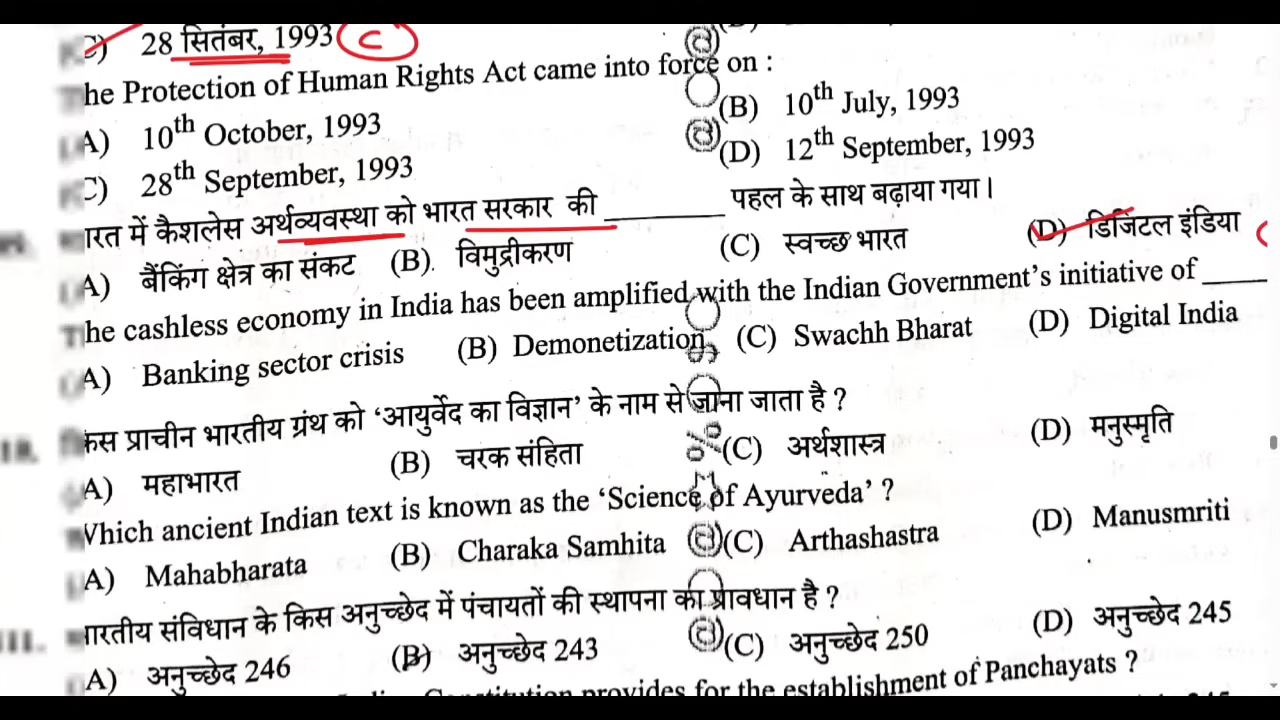 C) 28 सितंबर, 1993 C
he Protection of Human Rights Act came into force on :
A) 10th October, 1993 (B) 10th July, 1993
C) 28th September, 1993 (D) 12th September, 1993
ारत में कैशलेस अर्थव्यवस्था को भारत सरकार की ________ पहल के साथ बढ़ाया गया।
A) बैंकिंग क्षेत्र का संकट (B) विमुद्रीकरण (C) स्वच्छ भारत (D) डिजिटल इंडिया
The cashless economy in India has been amplified with the Indian Government's initiative of _____
A) Banking sector crisis (B) Demonetization (C) Swachh Bharat (D) Digital India
केस प्राचीन भारतीय ग्रंथ को 'आयुर्वेद का विज्ञान' के नाम से जाना जाता है ?
A) महाभारत (B) चरक संहिता (C) अर्थशास्त्र (D) मनुस्मृति
Which ancient Indian text is known as the 'Science of Ayurveda' ?
A) Mahabharata (B) Charaka Samhita (C) Arthashastra (D) Manusmriti
ारतीय संविधान के किस अनुच्छेद में पंचायतों की स्थापना का प्रावधान है ?
A) अनुच्छेद 246 (B) अनुच्छेद 243 (C) अनुच्छेद 250 (D) अनुच्छेद 245
Constitution provides for the establishment of Panchayats ?